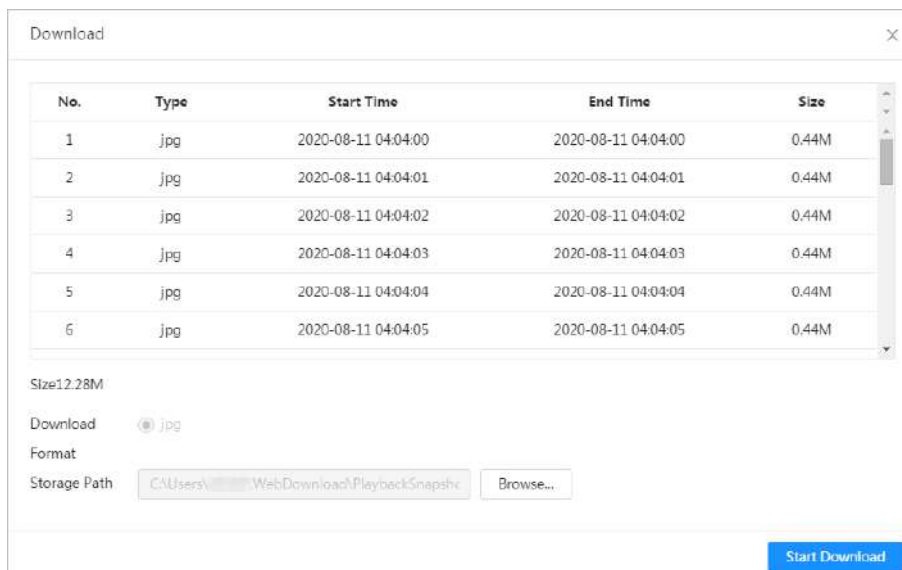 Download
No. Type Start Time End Time Size
1 jpg 2020-08-11 04:04:00 2020-08-11 04:04:00 0.44M
2 jpg 2020-08-11 04:04:01 2020-08-11 04:04:01 0.44M
3 jpg 2020-08-11 04:04:02 2020-08-11 04:04:02 0.44M
4 jpg 2020-08-11 04:04:03 2020-08-11 04:04:03 0.44M
5 jpg 2020-08-11 04:04:04 2020-08-11 04:04:04 0.44M
6 jpg 2020-08-11 04:04:05 2020-08-11 04:04:05 0.44M
Size12.28M
Download jpg
Format
Storage Path C:\Users\ \WebDownload\PlaybackSnapsho Browse...
Start Download